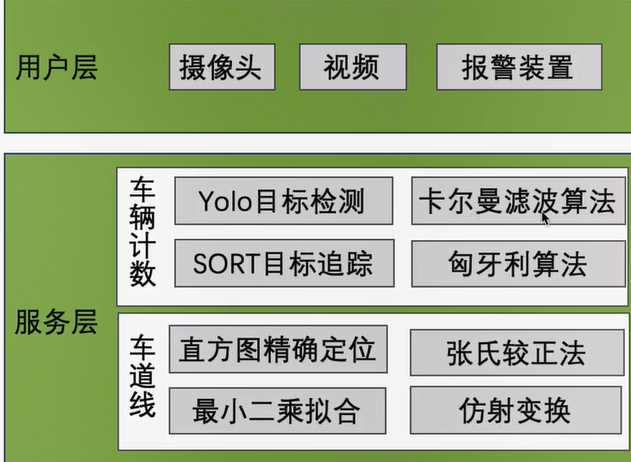 用户层
摄像头
视频
报警装置
服务层
车辆计数
Yolo目标检测
卡尔曼滤波算法
SORT目标追踪
匈牙利算法
车道线
直方图精确定位
张氏较正法
最小二乘拟合
仿射变换